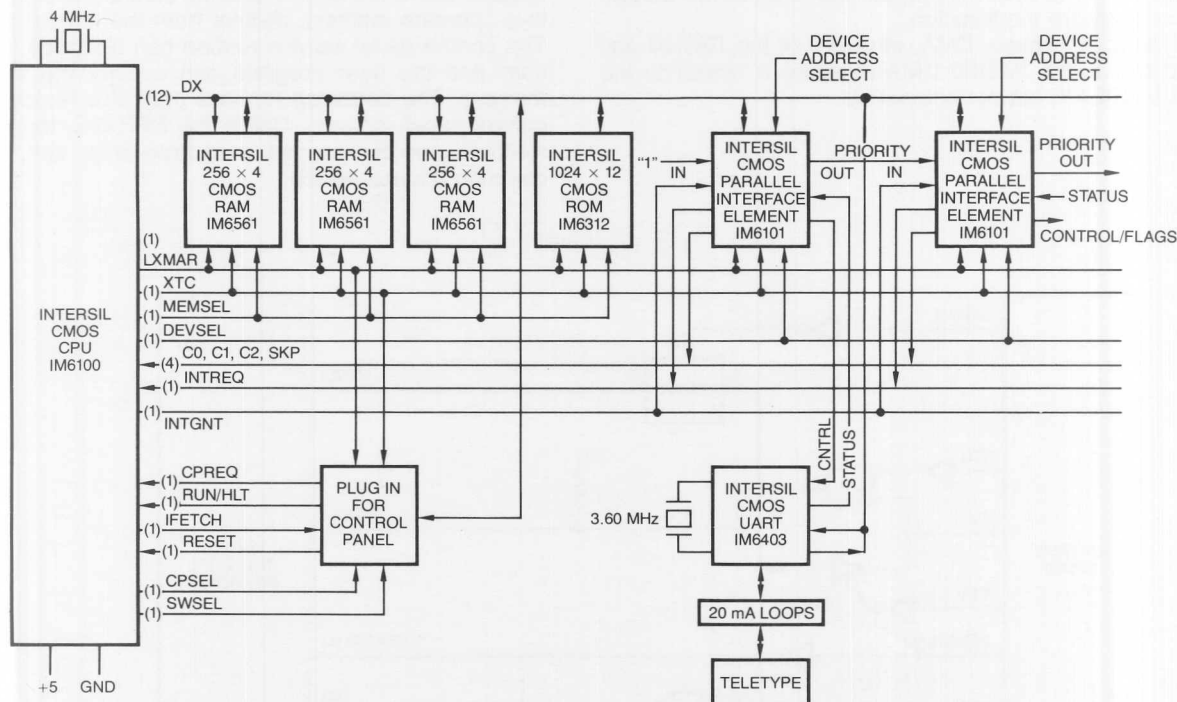 4 MHz
DEVICE
ADDRESS
SELECT
DEVICE
ADDRESS
SELECT
(12) DX
INTERSIL
256 × 4
CMOS
RAM
IM6561
INTERSIL
256 × 4
CMOS
RAM
IM6561
INTERSIL
256 × 4
CMOS
RAM
IM6561
INTERSIL
1024 × 12
CMOS
ROM
IM6312
"1"
IN
INTERSIL
CMOS
PARALLEL
INTERFACE
ELEMENT
IM6101
PRIORITY
OUT IN
INTERSIL
CMOS
PARALLEL
INTERFACE
ELEMENT
IM6101
PRIORITY
OUT
STATUS
CONTROL/FLAGS
INTERSIL
CMOS
CPU
IM6100
(1)
LXMAR
(1) XTC
(1) MEMSEL
(1) DEVSEL
(4) C0, C1, C2, SKP
(1) INTREQ
(1)
INTGNT
(1) CPREQ
(1) RUN/HLT
(1) IFETCH
(1) RESET
(1) CPSEL
(1) SWSEL
PLUG IN
FOR
CONTROL
PANEL
CNTRL
STATUS
3.60 MHz
INTERSIL
CMOS
UART
IM6403
20 mA LOOPS
TELETYPE
+5 GND